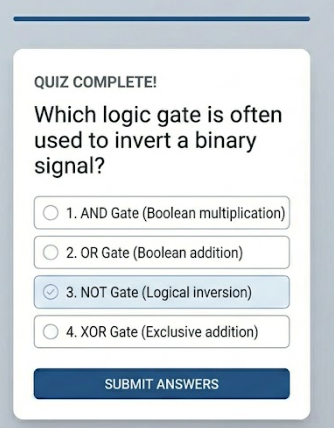 QUIZ COMPLETE!
Which logic gate is often
used to invert a binary
signal?
1. AND Gate (Boolean multiplication)
2. OR Gate (Boolean addition)
3. NOT Gate (Logical inversion)
4. XOR Gate (Exclusive addition)
SUBMIT ANSWERS